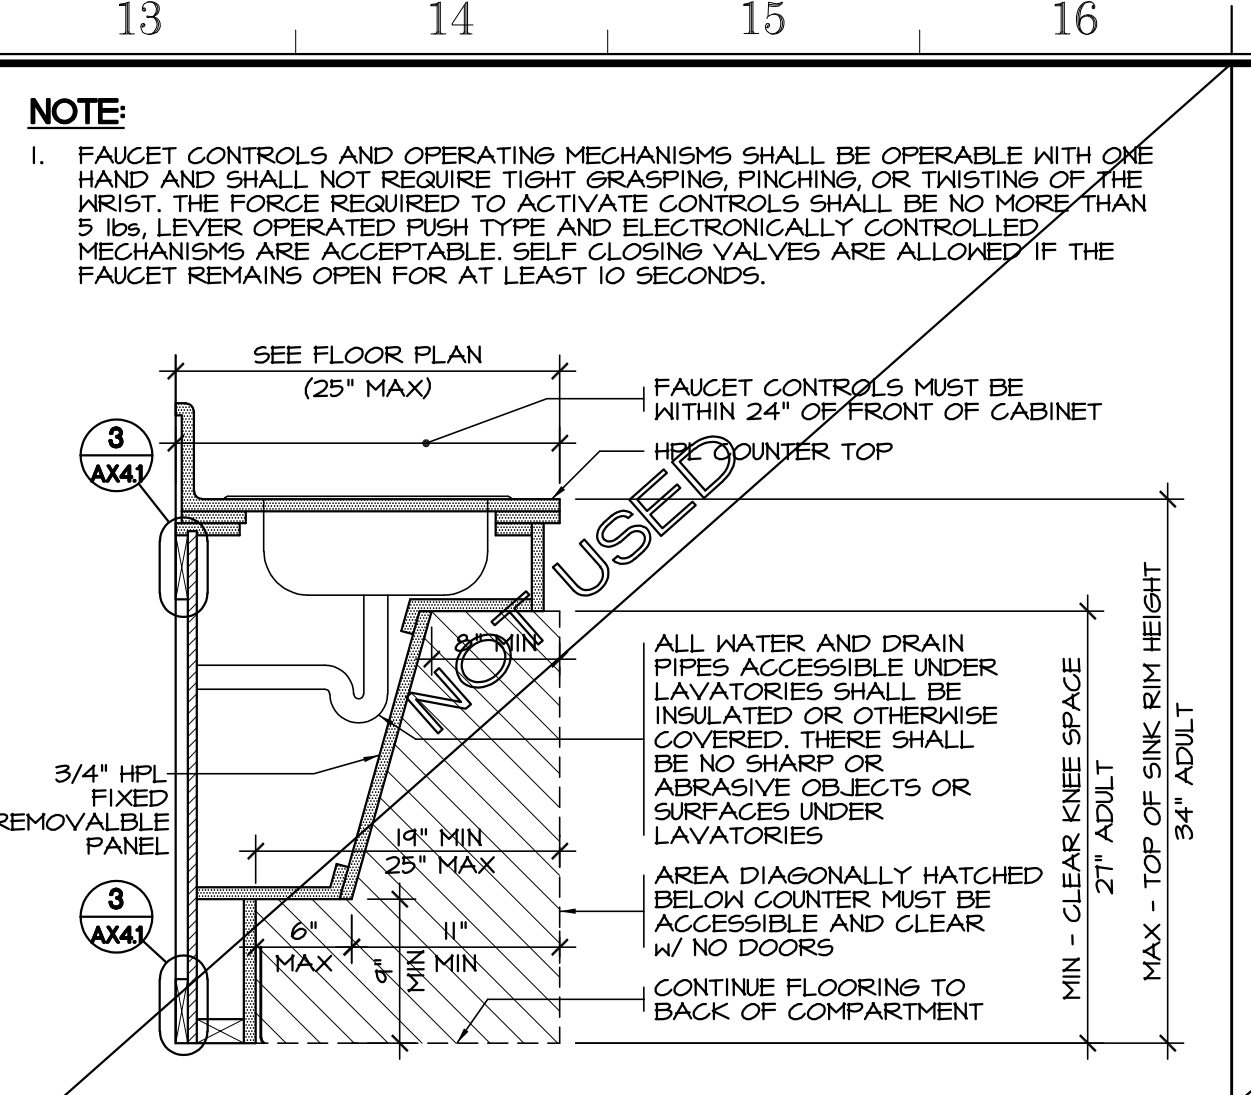 13 14 15 16
NOTE:
1. FAUCET CONTROLS AND OPERATING MECHANISMS SHALL BE OPERABLE WITH ONE
HAND AND SHALL NOT REQUIRE TIGHT GRASPING, PINCHING, OR TWISTING OF THE
WRIST. THE FORCE REQUIRED TO ACTIVATE CONTROLS SHALL BE NO MORE THAN
5 lbs, LEVER OPERATED PUSH TYPE AND ELECTRONICALLY CONTROLLED
MECHANISMS ARE ACCEPTABLE. SELF CLOSING VALVES ARE ALLOWED IF THE
FAUCET REMAINS OPEN FOR AT LEAST 10 SECONDS.
SEE FLOOR PLAN
(25" MAX)
FAUCET CONTROLS MUST BE
WITHIN 24" OF FRONT OF CABINET
HPL COUNTER TOP
3
AX4.1
NOT USED
8" MIN
ALL WATER AND DRAIN
PIPES ACCESSIBLE UNDER
LAVATORIES SHALL BE
INSULATED OR OTHERWISE
COVERED. THERE SHALL
BE NO SHARP OR
ABRASIVE OBJECTS OR
SURFACES UNDER
LAVATORIES
MIN - CLEAR KNEE SPACE
27" ADULT
MAX - TOP OF SINK RIM HEIGHT
34" ADULT
3/4" HPL
FIXED
REMOVALBLE
PANEL
19" MIN
25" MAX
AREA DIAGONALLY HATCHED
BELOW COUNTER MUST BE
ACCESSIBLE AND CLEAR
w/ NO DOORS
3
AX4.1
6"
MAX
9"
MIN
11"
MIN
CONTINUE FLOORING TO
BACK OF COMPARTMENT